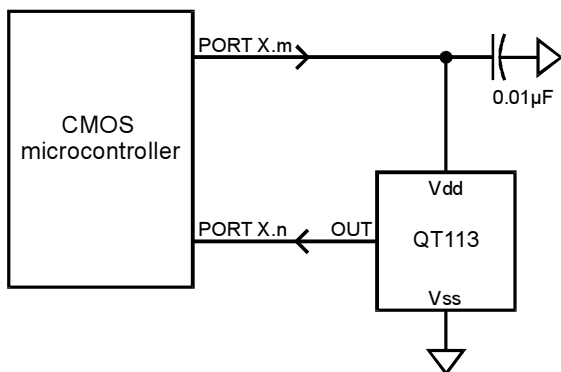 PORT X.m
0.01µF
CMOS
microcontroller
Vdd
PORT X.n
OUT
QT113
Vss